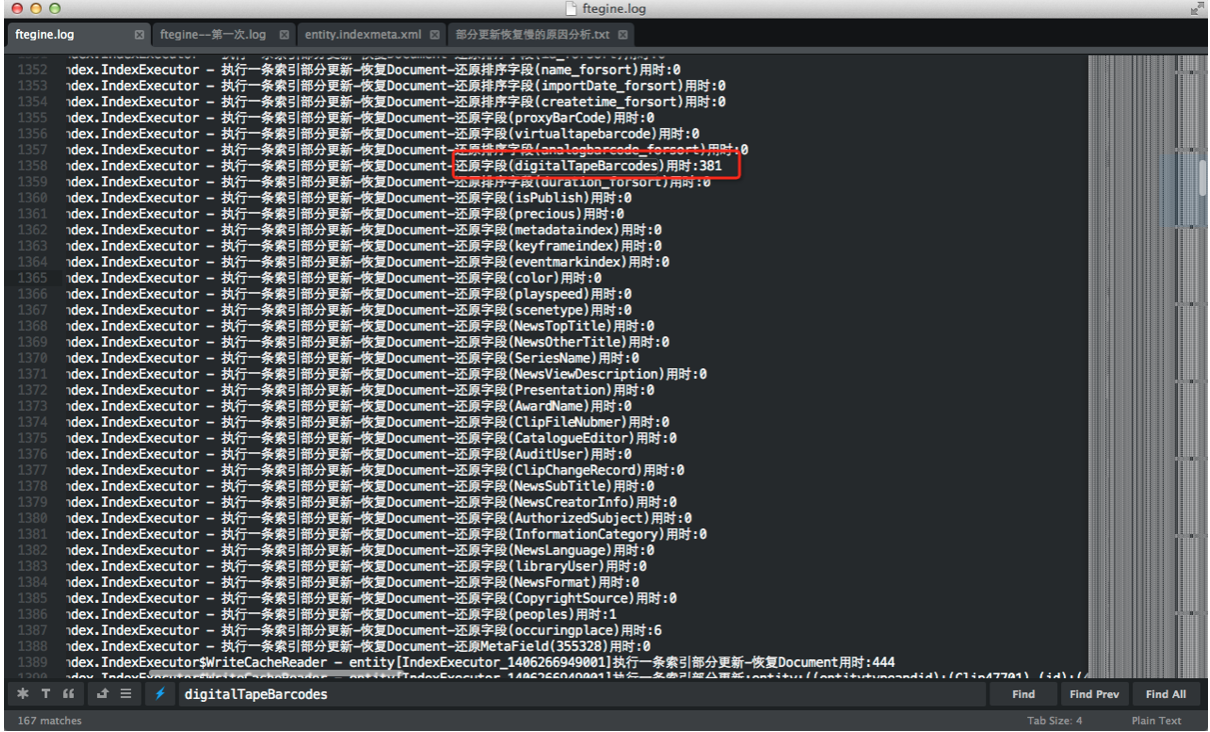 ftegine.log
ftegine.log ftegine--第一次.log entity.indexmeta.xml 部分更新恢复慢的原因分析.txt
1352 ndex.IndexExecutor - 执行一条索引部分更新-恢复Document-还原排序字段(name_forsort)用时:0
1353 ndex.IndexExecutor - 执行一条索引部分更新-恢复Document-还原排序字段(importDate_forsort)用时:0
1354 ndex.IndexExecutor - 执行一条索引部分更新-恢复Document-还原排序字段(createtime_forsort)用时:0
1355 ndex.IndexExecutor - 执行一条索引部分更新-恢复Document-还原字段(proxyBarCode)用时:0
1356 ndex.IndexExecutor - 执行一条索引部分更新-恢复Document-还原字段(virtualtapebarcode)用时:0
1357 ndex.IndexExecutor - 执行一条索引部分更新-恢复Document-还原排序字段(analogbarcode_forsort)用时:0
1358 ndex.IndexExecutor - 执行一条索引部分更新-恢复Document-还原字段(digitalTapeBarcodes)用时:381
1359 ndex.IndexExecutor - 执行一条索引部分更新-恢复Document-还原排序字段(duration_forsort)用时:0
1360 ndex.IndexExecutor - 执行一条索引部分更新-恢复Document-还原字段(isPublish)用时:0
1361 ndex.IndexExecutor - 执行一条索引部分更新-恢复Document-还原字段(precious)用时:0
1362 ndex.IndexExecutor - 执行一条索引部分更新-恢复Document-还原字段(metadataindex)用时:0
1363 ndex.IndexExecutor - 执行一条索引部分更新-恢复Document-还原字段(keyframeindex)用时:0
1364 ndex.IndexExecutor - 执行一条索引部分更新-恢复Document-还原字段(eventmarkindex)用时:0
1365 ndex.IndexExecutor - 执行一条索引部分更新-恢复Document-还原字段(color)用时:0
1366 ndex.IndexExecutor - 执行一条索引部分更新-恢复Document-还原字段(playspeed)用时:0
1367 ndex.IndexExecutor - 执行一条索引部分更新-恢复Document-还原字段(scenetype)用时:0
1368 ndex.IndexExecutor - 执行一条索引部分更新-恢复Document-还原字段(NewsTopTitle)用时:0
1369 ndex.IndexExecutor - 执行一条索引部分更新-恢复Document-还原字段(NewsOtherTitle)用时:0
1370 ndex.IndexExecutor - 执行一条索引部分更新-恢复Document-还原字段(SeriesName)用时:0
1371 ndex.IndexExecutor - 执行一条索引部分更新-恢复Document-还原字段(NewsViewDescription)用时:0
1372 ndex.IndexExecutor - 执行一条索引部分更新-恢复Document-还原字段(Presentation)用时:0
1373 ndex.IndexExecutor - 执行一条索引部分更新-恢复Document-还原字段(AwardName)用时:0
1374 ndex.IndexExecutor - 执行一条索引部分更新-恢复Document-还原字段(ClipFileNubmer)用时:0
1375 ndex.IndexExecutor - 执行一条索引部分更新-恢复Document-还原字段(CatalogueEditor)用时:0
1376 ndex.IndexExecutor - 执行一条索引部分更新-恢复Document-还原字段(AuditUser)用时:0
1377 ndex.IndexExecutor - 执行一条索引部分更新-恢复Document-还原字段(ClipChangeRecord)用时:0
1378 ndex.IndexExecutor - 执行一条索引部分更新-恢复Document-还原字段(NewsSubTitle)用时:0
1379 ndex.IndexExecutor - 执行一条索引部分更新-恢复Document-还原字段(NewsCreatorInfo)用时:0
1380 ndex.IndexExecutor - 执行一条索引部分更新-恢复Document-还原字段(AuthorizedSubject)用时:0
1381 ndex.IndexExecutor - 执行一条索引部分更新-恢复Document-还原字段(InformationCategory)用时:0
1382 ndex.IndexExecutor - 执行一条索引部分更新-恢复Document-还原字段(NewsLanguage)用时:0
1383 ndex.IndexExecutor - 执行一条索引部分更新-恢复Document-还原字段(libraryUser)用时:0
1384 ndex.IndexExecutor - 执行一条索引部分更新-恢复Document-还原字段(NewsFormat)用时:0
1385 ndex.IndexExecutor - 执行一条索引部分更新-恢复Document-还原字段(CopyrightSource)用时:0
1386 ndex.IndexExecutor - 执行一条索引部分更新-恢复Document-还原字段(peoples)用时:1
1387 ndex.IndexExecutor - 执行一条索引部分更新-恢复Document-还原字段(occuringplace)用时:6
1388 ndex.IndexExecutor - 执行一条索引部分更新-恢复Document-还原MetaField(355328)用时:0
1389 ndex.IndexExecutor$WriteCacheReader - entity[IndexExecutor_1406266949001]执行一条索引部分更新-恢复Document用时:444
digitalTapeBarcodes Find Find Prev Find All
167 matches Tab Size: 4 Plain Text